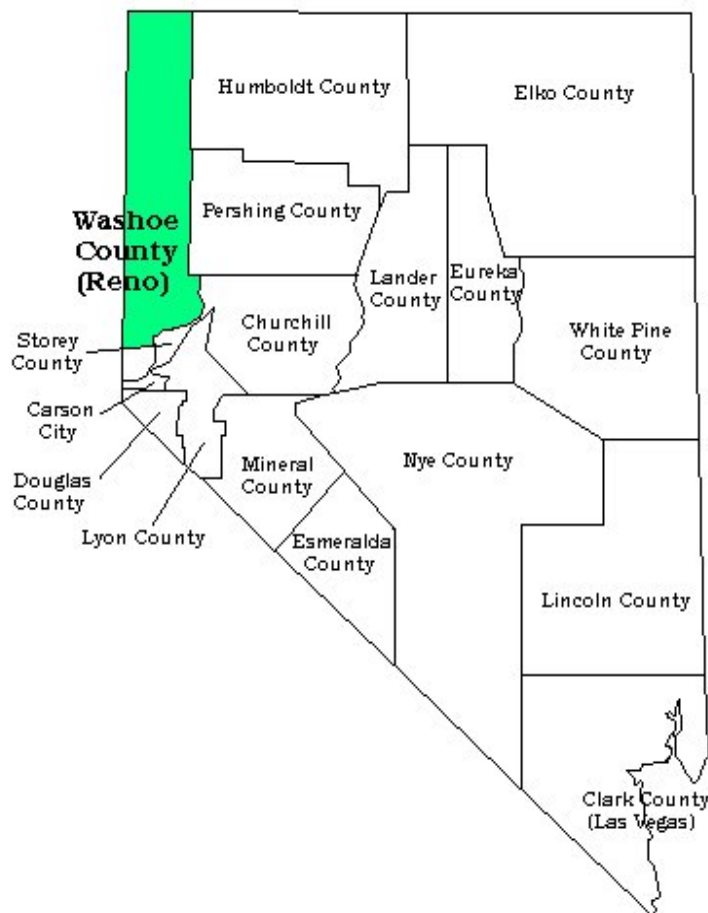 Humboldt County
Elko County
Pershing County
Washoe
County
(Reno)
Lander
County
Eureka
County
Churchill
County
White Pine
County
Storey
County
Carson
City
Douglas
County
Lyon County
Mineral
County
Nye County
Esmeralda
County
Lincoln County
Clark County
(Las Vegas)